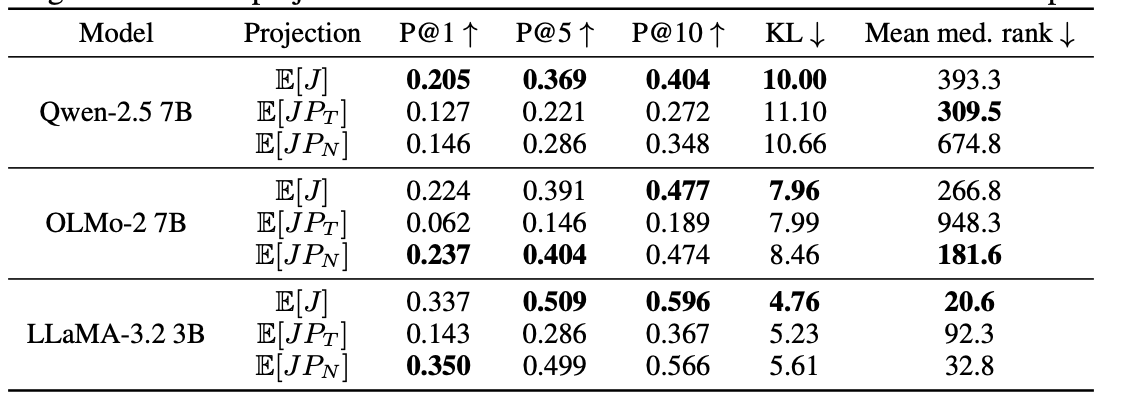 Model Projection P@1 ↑ P@5 ↑ P@10 ↑ KL ↓ Mean med. rank ↓
𝔼[J] 0.205 0.369 0.404 10.00 393.3
Qwen-2.5 7B 𝔼[JP_T] 0.127 0.221 0.272 11.10 309.5
𝔼[JP_N] 0.146 0.286 0.348 10.66 674.8
𝔼[J] 0.224 0.391 0.477 7.96 266.8
OLMo-2 7B 𝔼[JP_T] 0.062 0.146 0.189 7.99 948.3
𝔼[JP_N] 0.237 0.404 0.474 8.46 181.6
𝔼[J] 0.337 0.509 0.596 4.76 20.6
LLaMA-3.2 3B 𝔼[JP_T] 0.143 0.286 0.367 5.23 92.3
𝔼[JP_N] 0.350 0.499 0.566 5.61 32.8